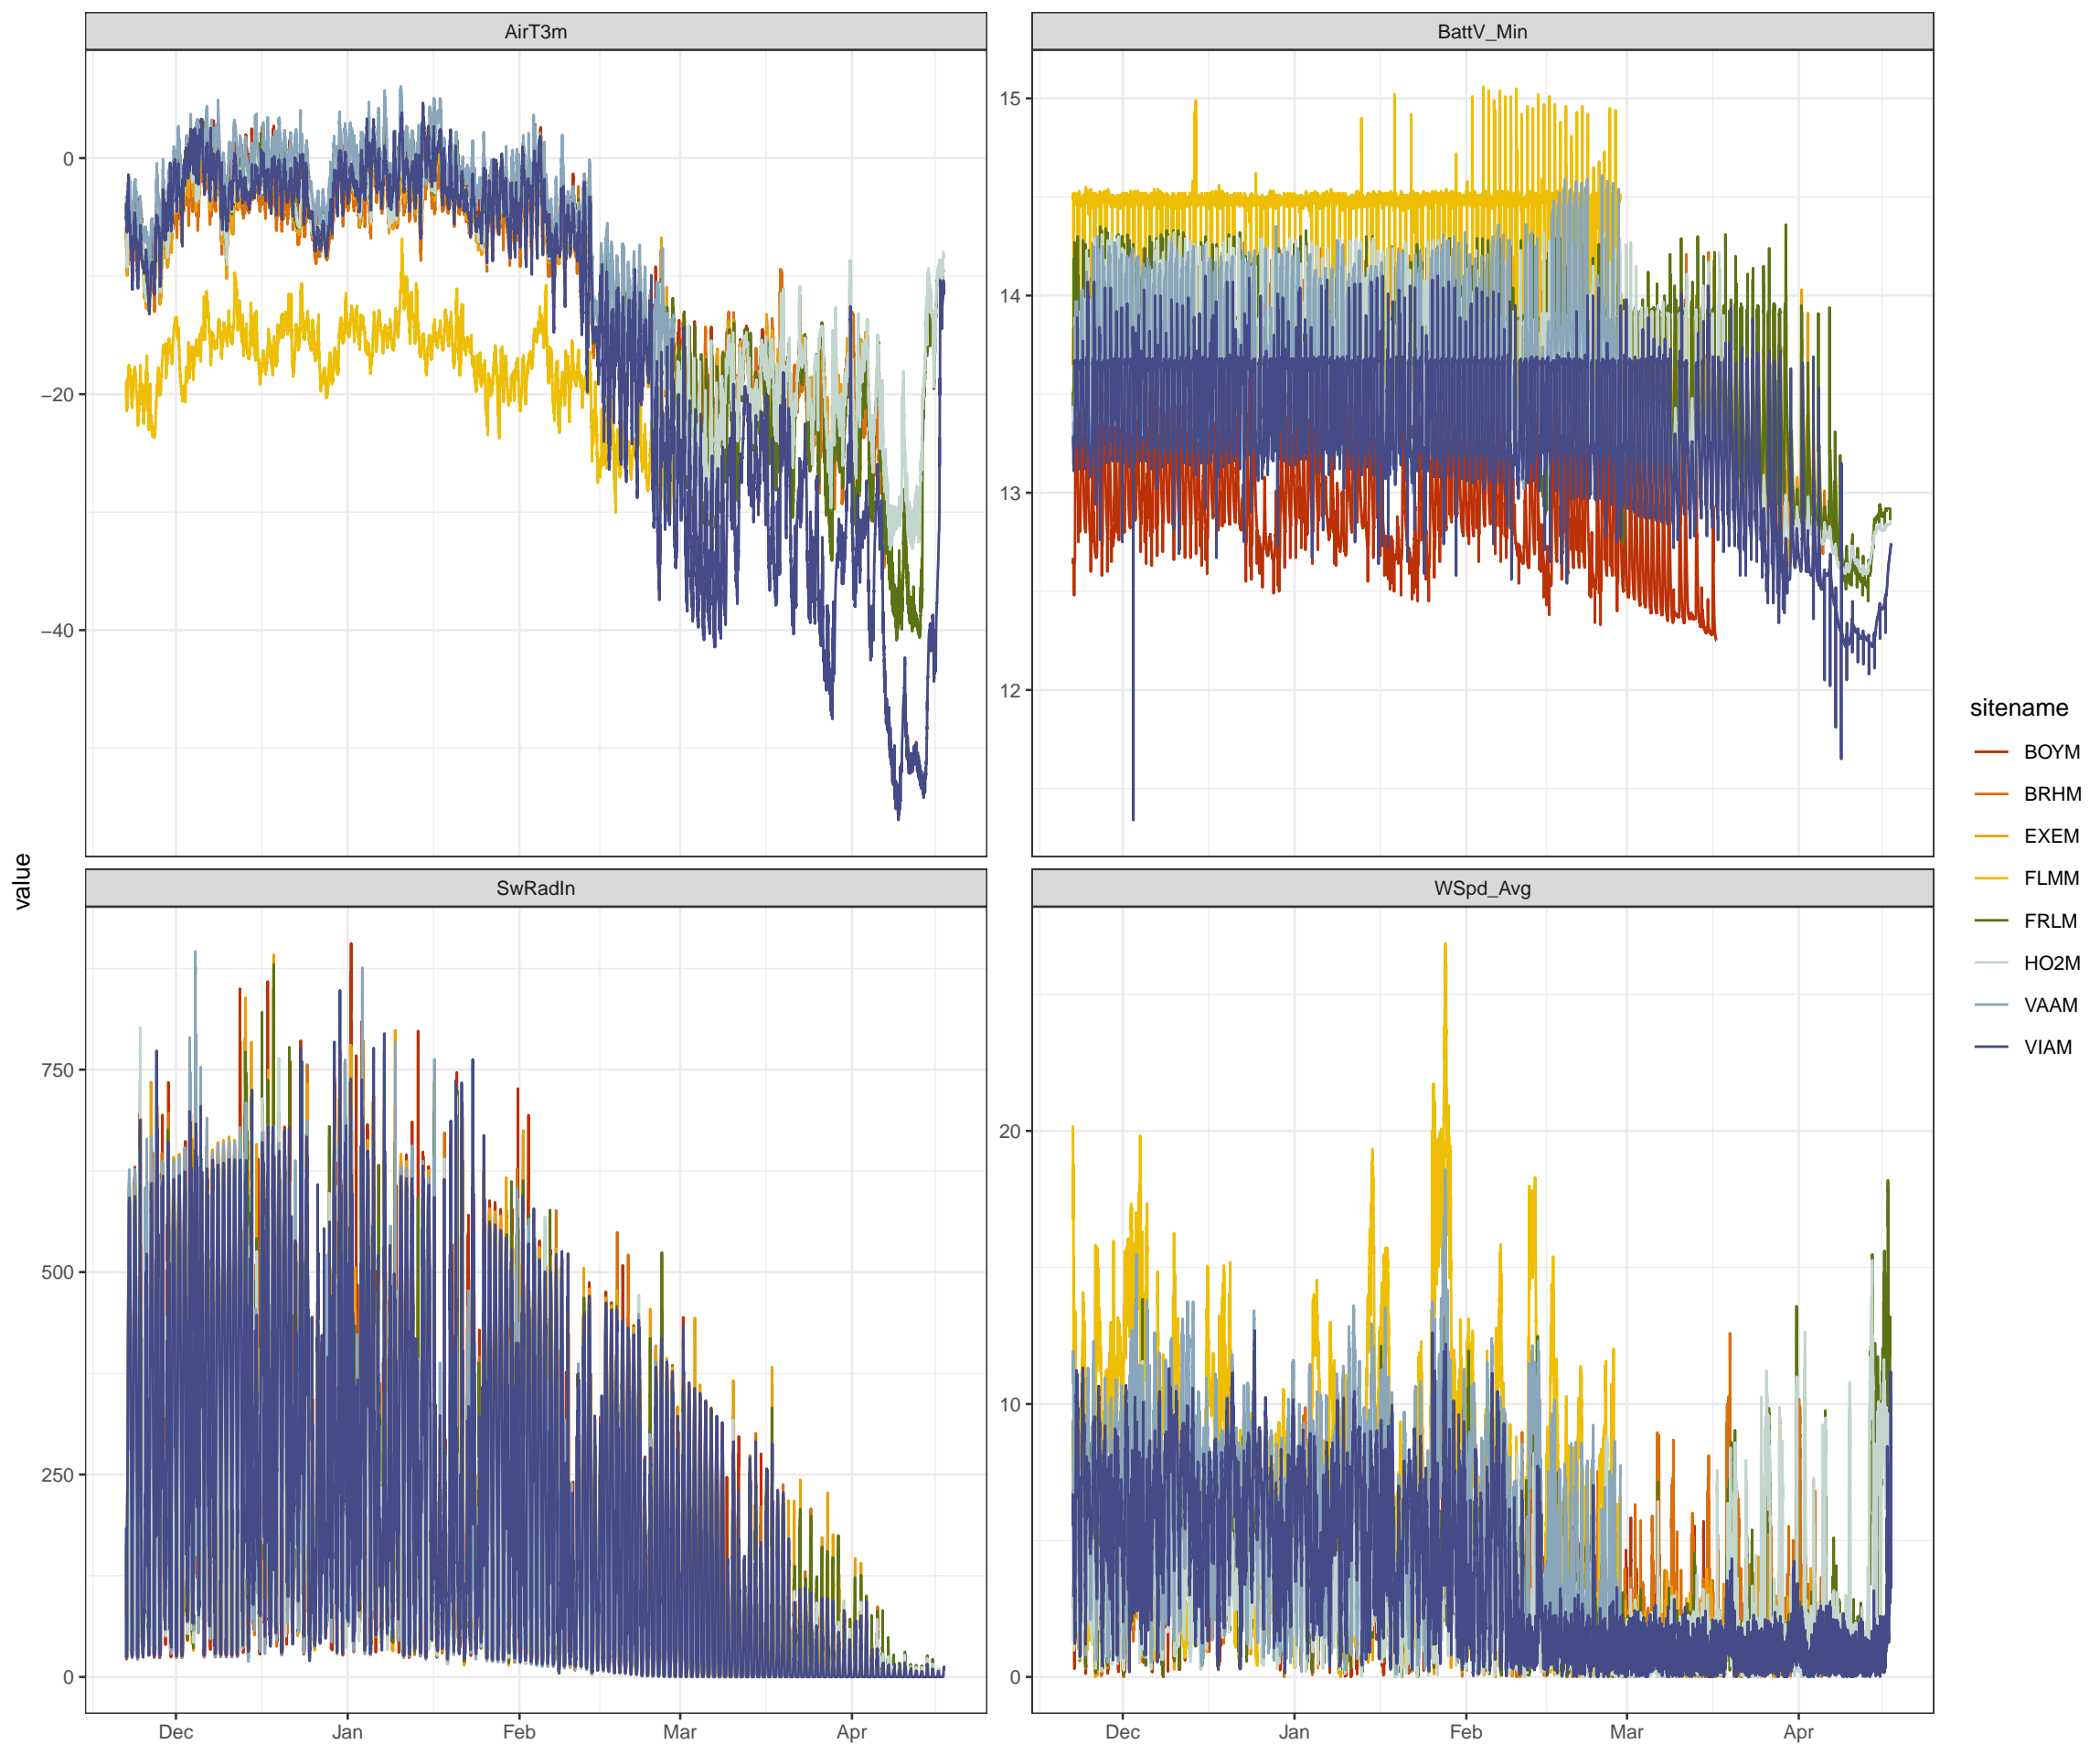 AirT3m
BattV_Min
0
−20
−40
15
14
13
12
SwRadIn
WSpd_Avg
750
500
250
0
20
10
0
Dec Jan Feb Mar Apr
Dec Jan Feb Mar Apr
value
sitename
BOYM
BRHM
EXEM
FLMM
FRLM
HO2M
VAAM
VIAM